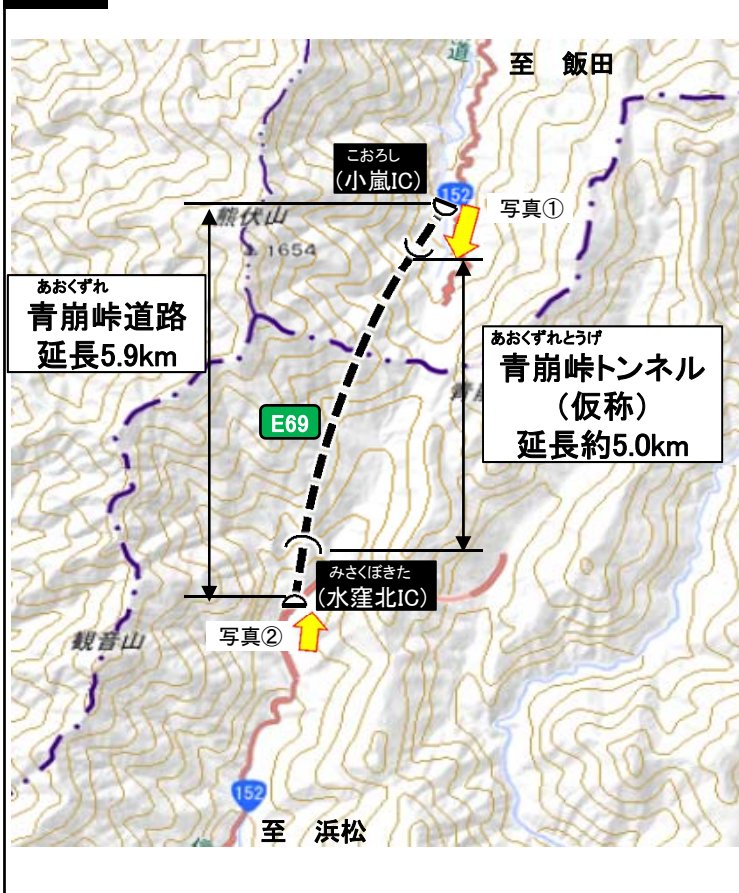 道
至 飯田
こおろし
(小嵐IC)
152
写真①
熊伏山
1654
あおくずれ
青崩峠道路
延長5.9km
あおくずれとうげ
青崩峠トンネル
(仮称)
延長約5.0km
青
E69
みさくぼきた
(水窪北IC)
写真②
観音山
152
至 浜松